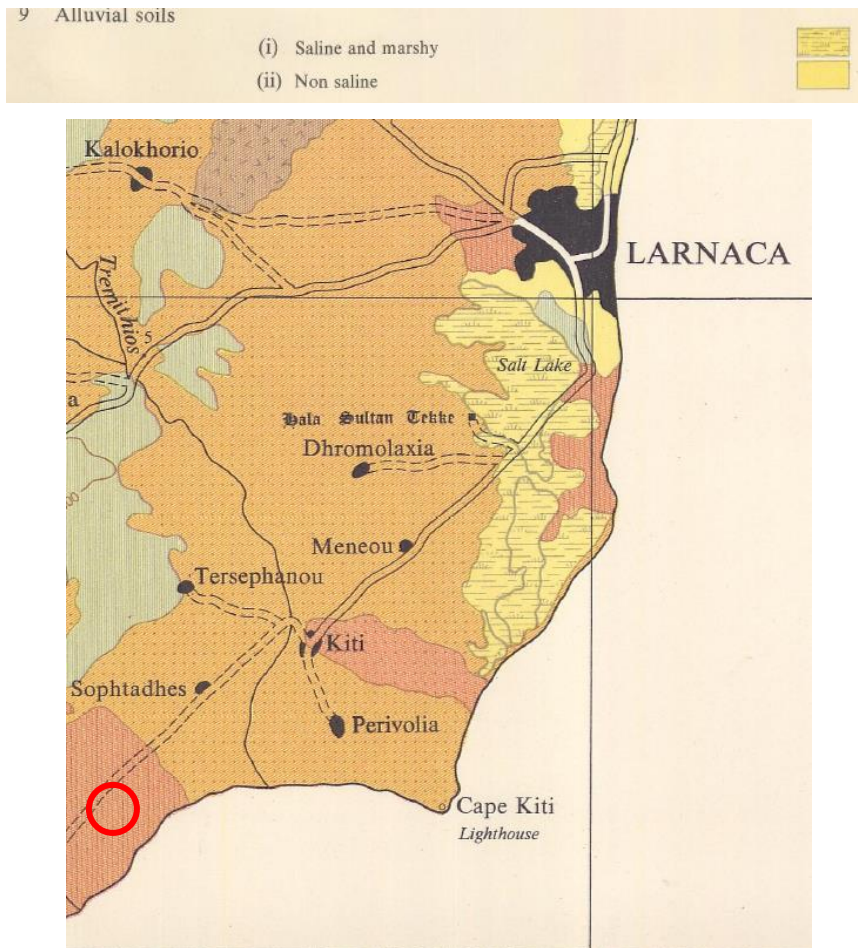 9 Alluvial soils
(i) Saline and marshy
(ii) Non saline
Kalokhorio
LARNACA
Tremithios
5
Salt Lake
a
Hala Sultan Tekke
Dhromolaxia
Meneou
Tersephanou
Kiti
Sophtadhes
Perivolia
Cape Kiti
Lighthouse